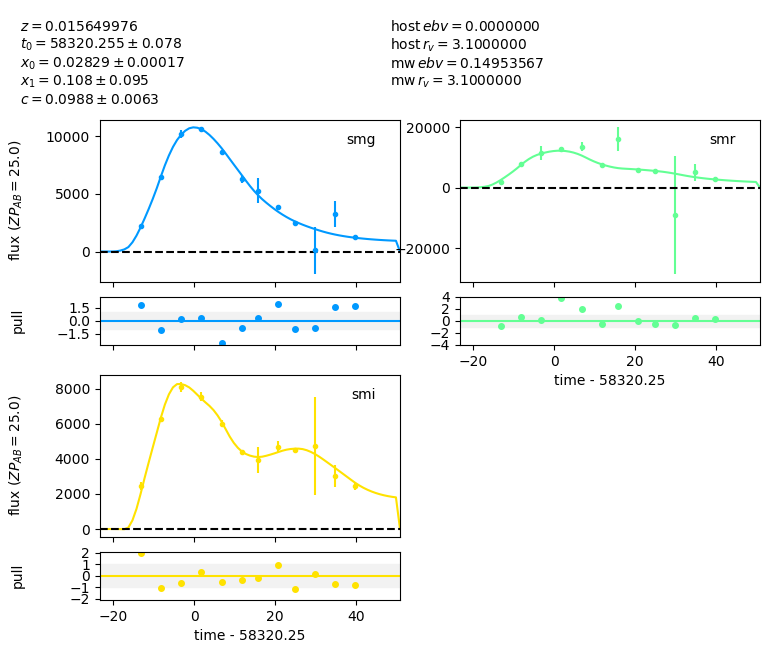 z = 0.015649976
t₀ = 58320.255 ± 0.078
x₀ = 0.02829 ± 0.00017
x₁ = 0.108 ± 0.095
c = 0.0988 ± 0.0063
host ebv = 0.0000000
host r_v = 3.1000000
mw ebv = 0.14953567
mw r_v = 3.1000000
flux (ZP_AB = 25.0)
10000
5000
0
smg
20000
0
−20000
smr
pull
1.5
0.0
−1.5
4
2
0
−2
−4
−20
0
20
40
time - 58320.25
flux (ZP_AB = 25.0)
8000
6000
4000
2000
0
smi
pull
2
1
0
−1
−2
−20
0
20
40
time - 58320.25